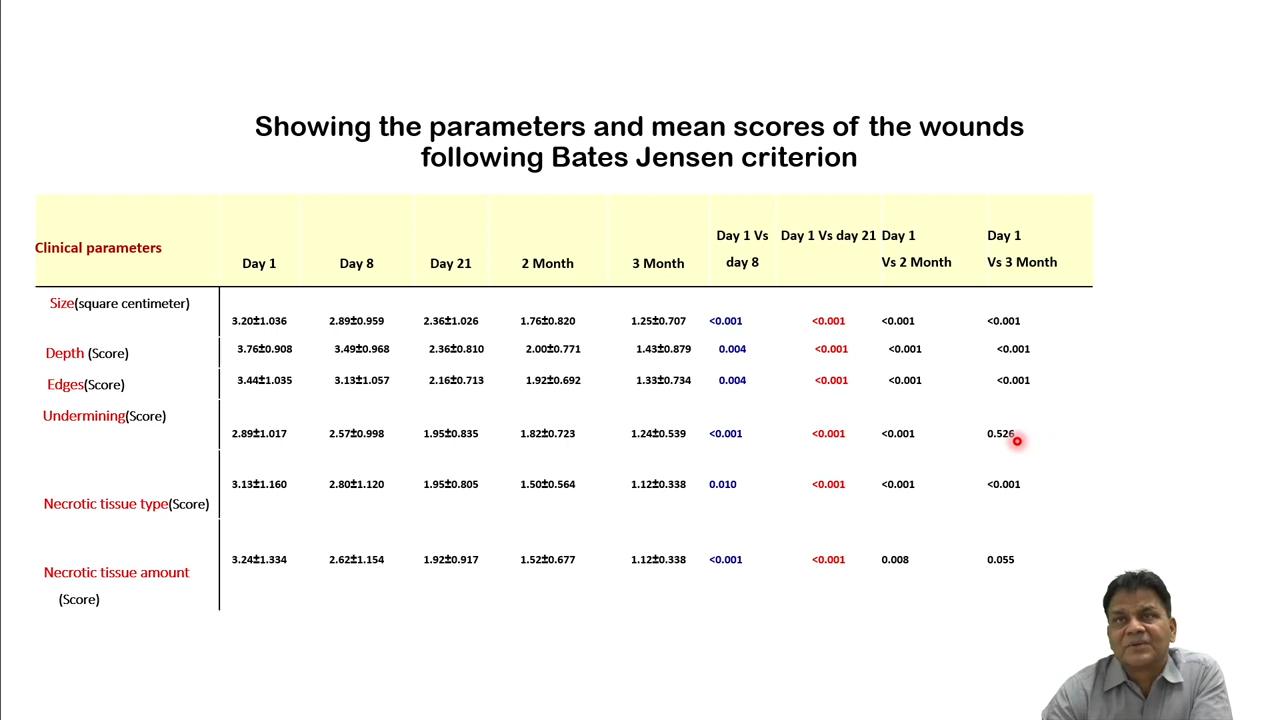 Showing the parameters and mean scores of the wounds
following Bates Jensen criterion
Clinical parameters Day 1 Day 8 Day 21 2 Month 3 Month Day 1 Vs day 8 Day 1 Vs day 21 Day 1 Vs 2 Month Day 1 Vs 3 Month
Size(square centimeter) 3.20±1.036 2.89±0.959 2.36±1.026 1.76±0.820 1.25±0.707 <0.001 <0.001 <0.001 <0.001
Depth (Score) 3.76±0.908 3.49±0.968 2.36±0.810 2.00±0.771 1.43±0.879 0.004 <0.001 <0.001 <0.001
Edges(Score) 3.44±1.035 3.13±1.057 2.16±0.713 1.92±0.692 1.33±0.734 0.004 <0.001 <0.001 <0.001
Undermining(Score) 2.89±1.017 2.57±0.998 1.95±0.835 1.82±0.723 1.24±0.539 <0.001 <0.001 <0.001 0.526
Necrotic tissue type(Score) 3.13±1.160 2.80±1.120 1.95±0.805 1.50±0.564 1.12±0.338 0.010 <0.001 <0.001 <0.001
Necrotic tissue amount (Score) 3.24±1.334 2.62±1.154 1.92±0.917 1.52±0.677 1.12±0.338 <0.001 <0.001 0.008 0.055